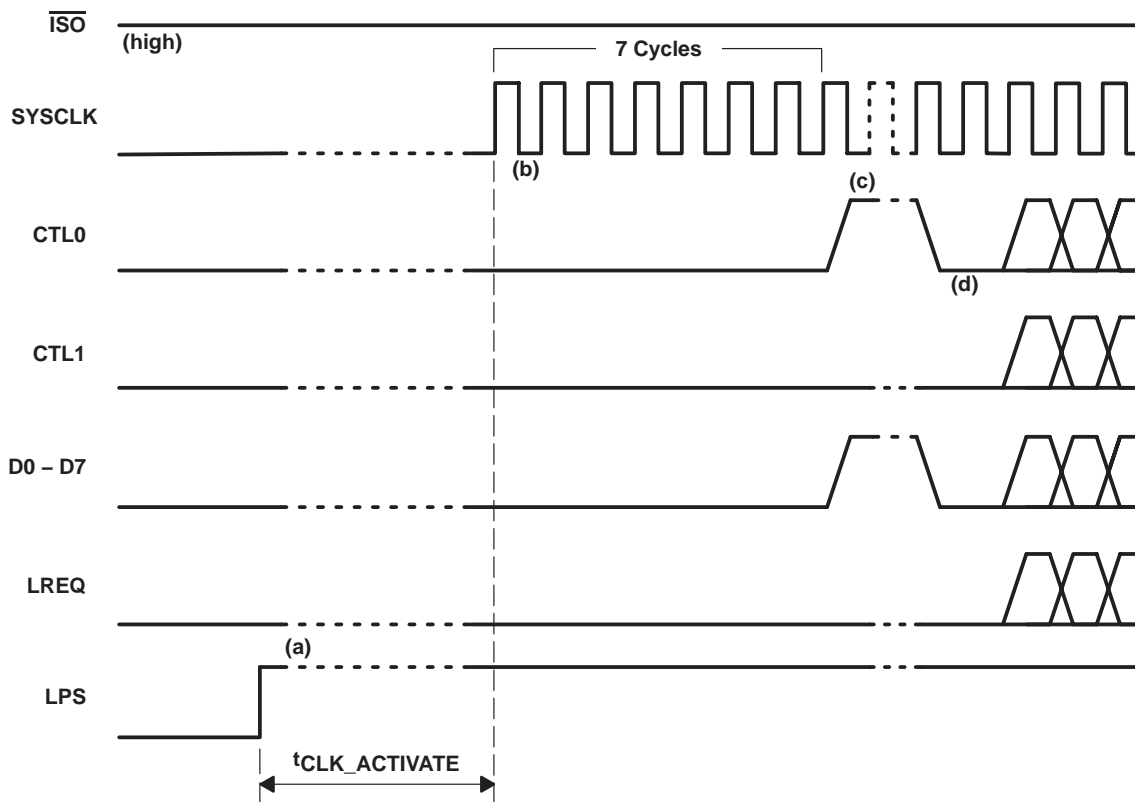 ISO
(high)
7 Cycles
SYSCLK
(b)
(c)
CTL0
(d)
CTL1
D0 – D7
LREQ
(a)
LPS
tCLK_ACTIVATE